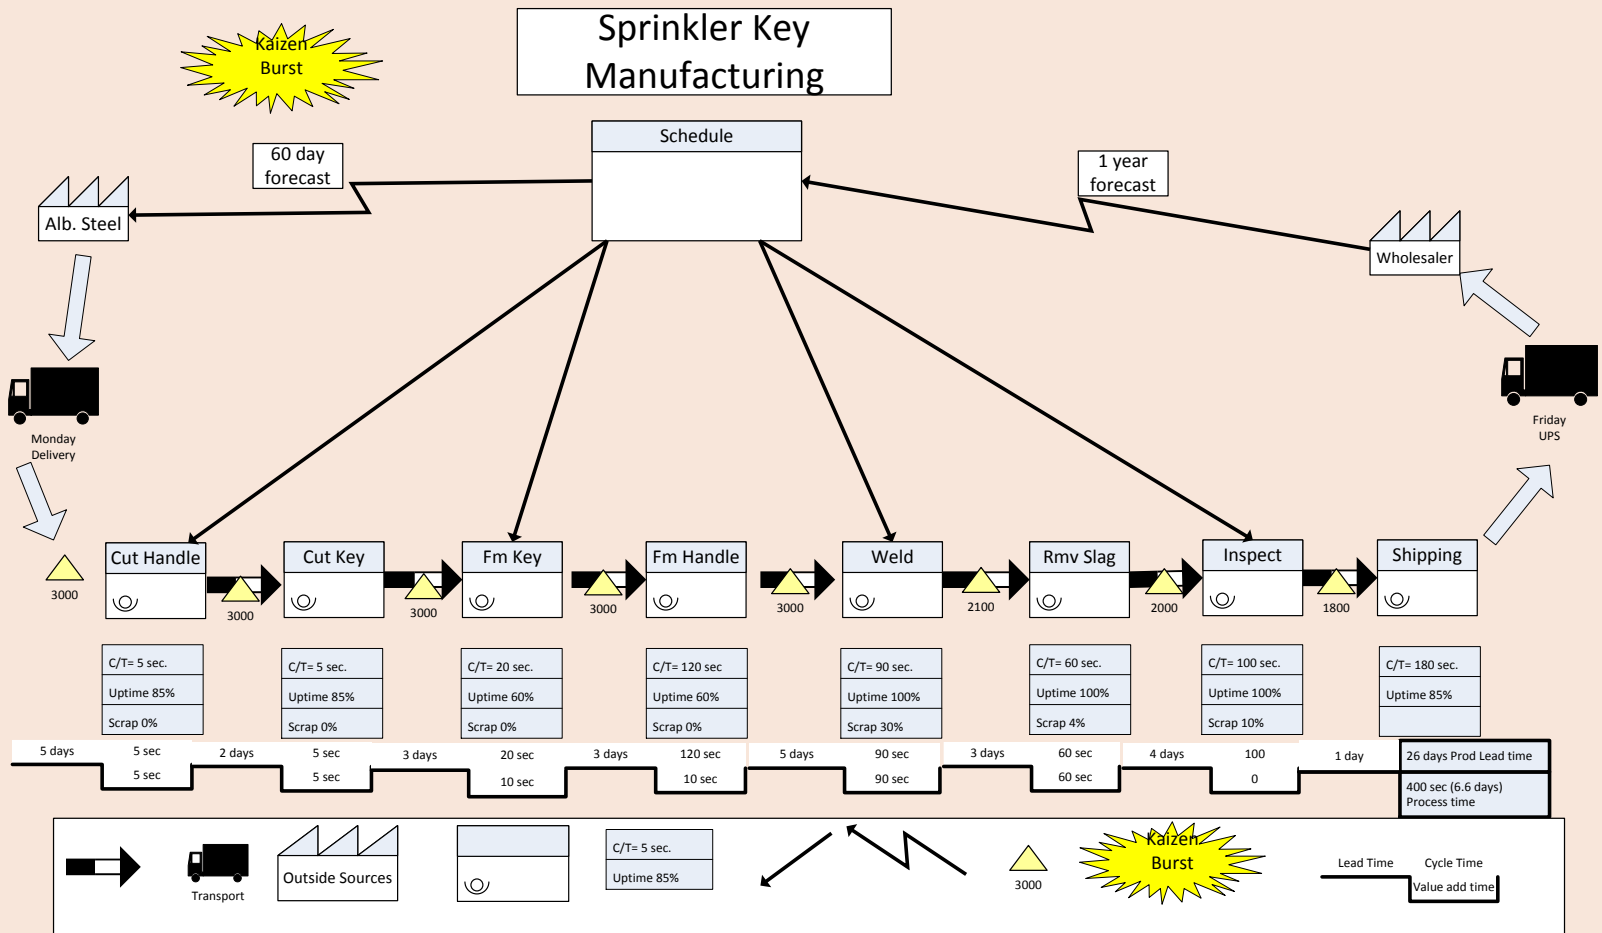 Sprinkler Key
Manufacturing
Kaizen
Burst
Schedule
60 day
forecast
1 year
forecast
Alb. Steel
Wholesaler
Monday
Delivery
Friday
UPS
3000
Cut Handle
3000
Cut Key
3000
Fm Key
3000
Fm Handle
3000
Weld
2100
Rmv Slag
2000
Inspect
1800
Shipping
C/T= 5 sec.
Uptime 85%
Scrap 0%
C/T= 5 sec.
Uptime 85%
Scrap 0%
C/T= 20 sec.
Uptime 60%
Scrap 0%
C/T= 120 sec
Uptime 60%
Scrap 0%
C/T= 90 sec.
Uptime 100%
Scrap 30%
C/T= 60 sec.
Uptime 100%
Scrap 4%
C/T= 100 sec.
Uptime 100%
Scrap 10%
C/T= 180 sec.
Uptime 85%
5 days
5 sec
5 sec
2 days
5 sec
5 sec
3 days
20 sec
10 sec
3 days
120 sec
10 sec
5 days
90 sec
90 sec
3 days
60 sec
60 sec
4 days
100
0
1 day
26 days Prod Lead time
400 sec (6.6 days)
Process time
Transport
Outside Sources
C/T= 5 sec.
Uptime 85%
3000
Kaizen
Burst
Lead Time
Cycle Time
Value add time